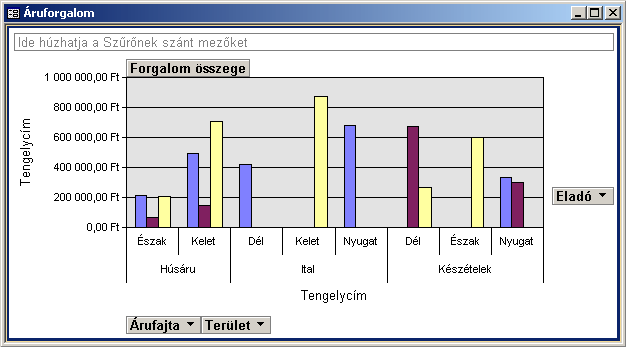 Áruforgalom
Ide húzhatja a Szűrőnek szánt mezőket
Forgalom összege
1 000 000,00 Ft
800 000,00 Ft
600 000,00 Ft
400 000,00 Ft
200 000,00 Ft
0,00 Ft
Tengelycím
Észak Kelet Dél Kelet Nyugat Dél Észak Nyugat
Húsáru Ital Készételek
Tengelycím
Eladó
Árufajta Terület